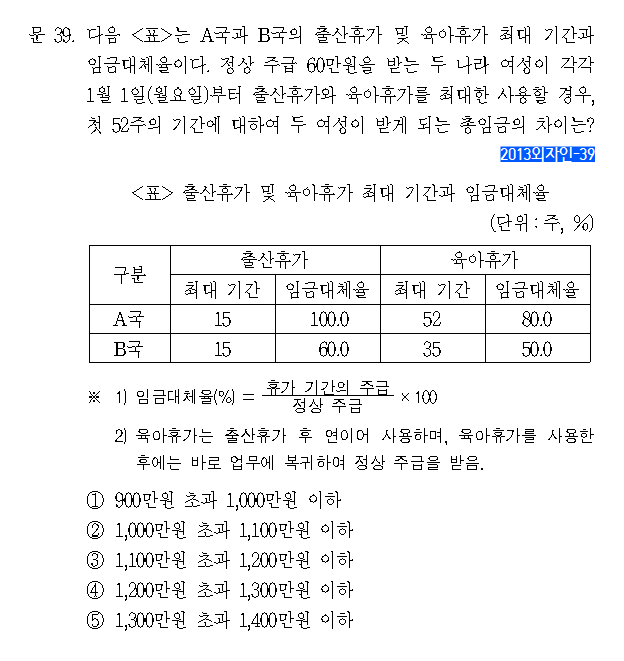 문 39. 다음 <표>는 A국과 B국의 출산휴가 및 육아휴가 최대 기간과
임금대체율이다. 정상 주급 60만원을 받는 두 나라 여성이 각각
1월 1일(월요일)부터 출산휴가와 육아휴가를 최대한 사용할 경우,
첫 52주의 기간에 대하여 두 여성이 받게 되는 총임금의 차이는?
2013외자인-39
<표> 출산휴가 및 육아휴가 최대 기간과 임금대체율
(단위 : 주, %)
구분 출산휴가 육아휴가
최대 기간 임금대체율 최대 기간 임금대체율
A국 15 100.0 52 80.0
B국 15 60.0 35 50.0
※ 1) 임금대체율(%) = 휴가 기간의 주급 / 정상 주급 × 100
2) 육아휴가는 출산휴가 후 연이어 사용하며, 육아휴가를 사용한
후에는 바로 업무에 복귀하여 정상 주급을 받음.
① 900만원 초과 1,000만원 이하
② 1,000만원 초과 1,100만원 이하
③ 1,100만원 초과 1,200만원 이하
④ 1,200만원 초과 1,300만원 이하
⑤ 1,300만원 초과 1,400만원 이하